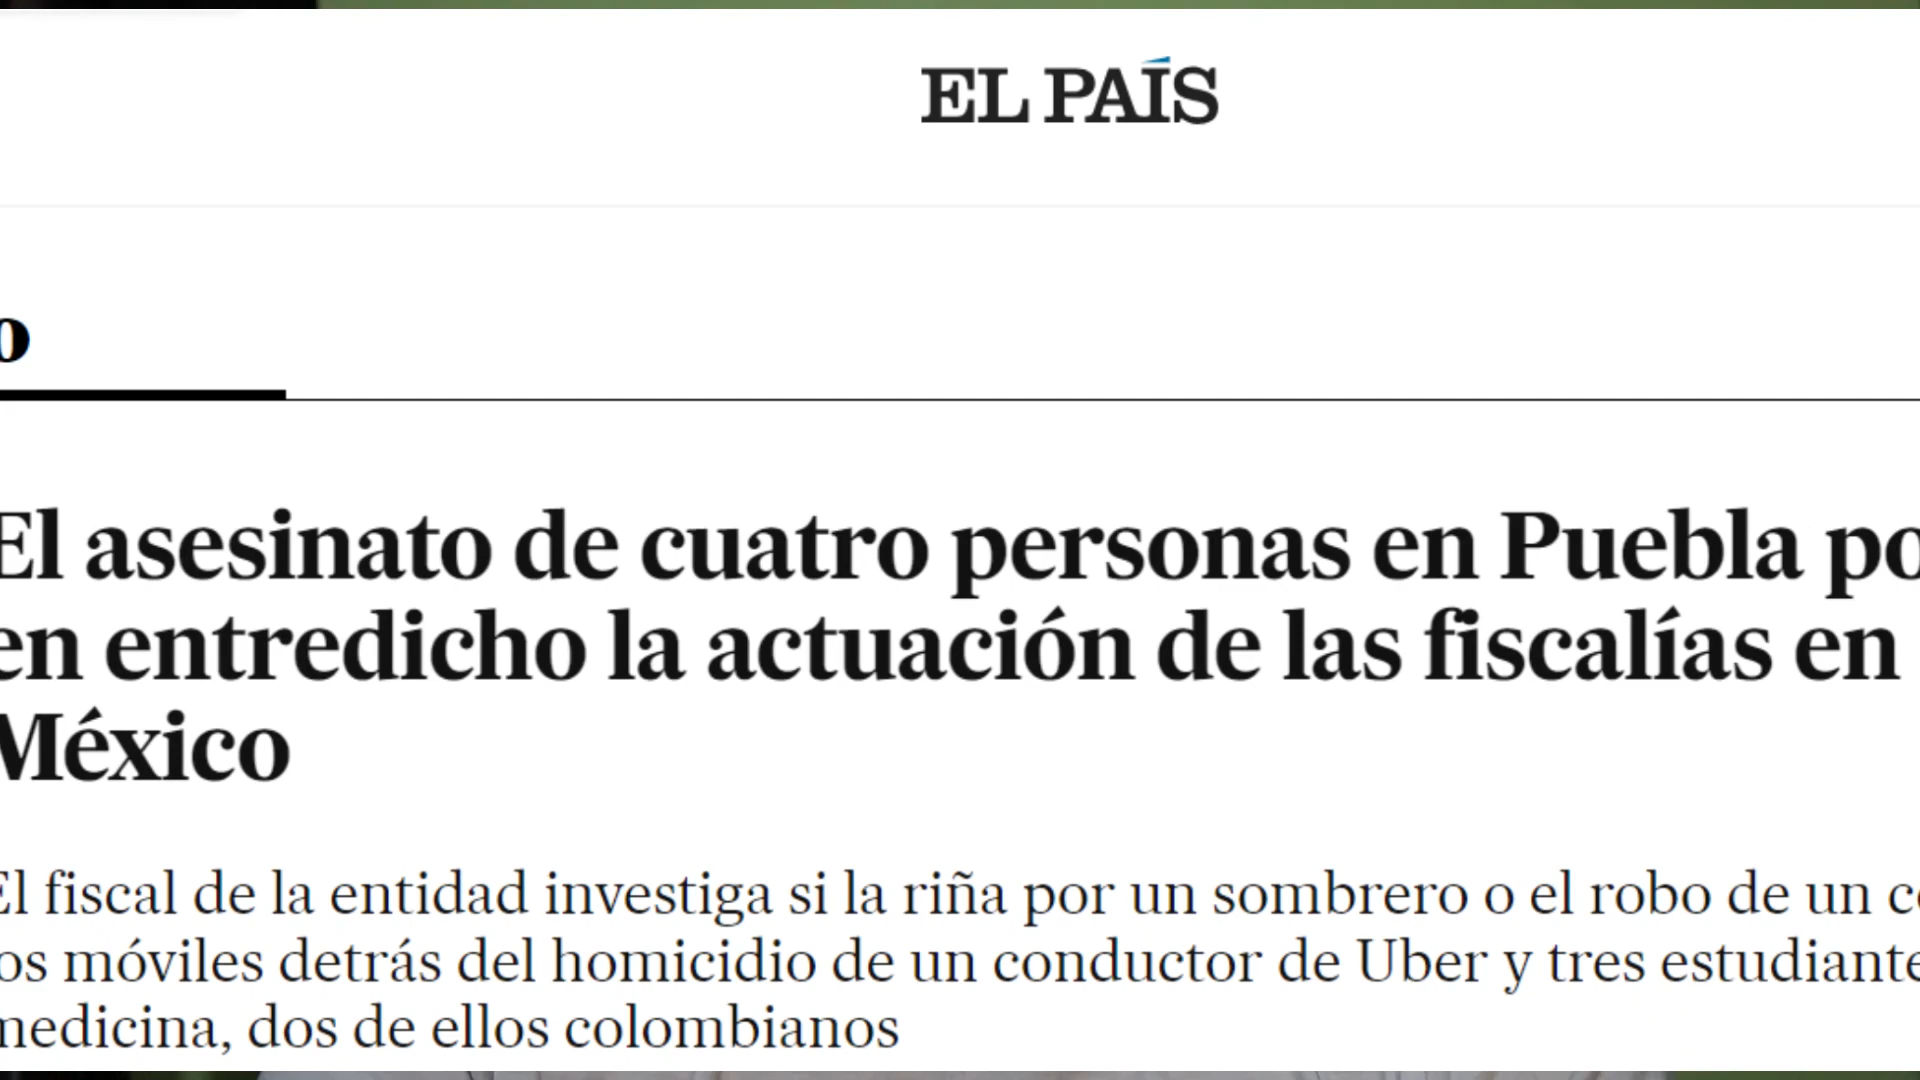 EL PAÍS
o
El asesinato de cuatro personas en Puebla po
en entredicho la actuación de las fiscalías en
México
El fiscal de la entidad investiga si la riña por un sombrero o el robo de un c
os móviles detrás del homicidio de un conductor de Uber y tres estudiante
medicina, dos de ellos colombianos